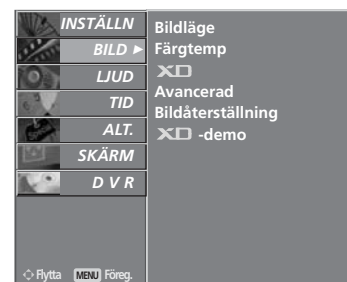 INSTÄLLN
BILD ►
LJUD
TID
ALT.
SKÄRM
D V R
Bildläge
Färgtemp
XD
Avancerad
Bildåterställning
XD -demo
Flytta MENU Föreg.